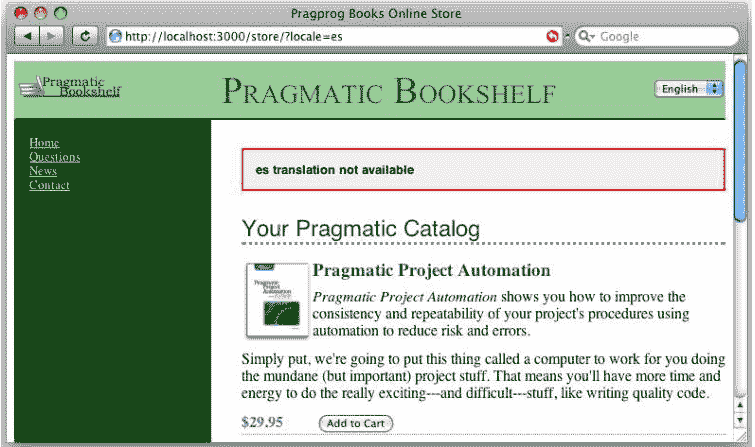 Pragprog Books Online Store
http://localhost:3000/store/?locale=es
Google
Pragmatic
Bookshelf
PRAGMATIC BOOKSHELF
English
Home
Questions
News
Contact
es translation not available
Your Pragmatic Catalog
Pragmatic Project Automation
Pragmatic Project Automation shows you how to improve the
consistency and repeatability of your project's procedures using
automation to reduce risk and errors.
Simply put, we're going to put this thing called a computer to work for you doing
the mundane (but important) project stuff. That means you'll have more time and
energy to do the really exciting---and difficult---stuff, like writing quality code.
$29.95
Add to Cart